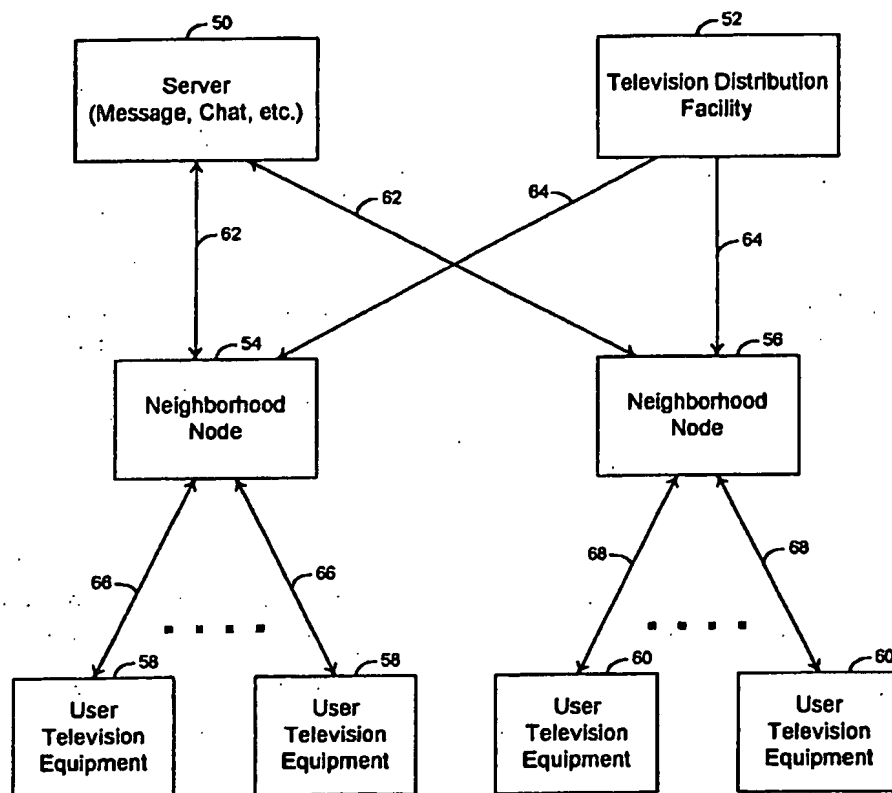 50
Server
(Message, Chat, etc.)
52
Television Distribution
Facility
62
62
64
64
54
Neighborhood
Node
56
Neighborhood
Node
66
66
68
68
58
User
Television
Equipment
58
User
Television
Equipment
60
User
Television
Equipment
60
User
Television
Equipment